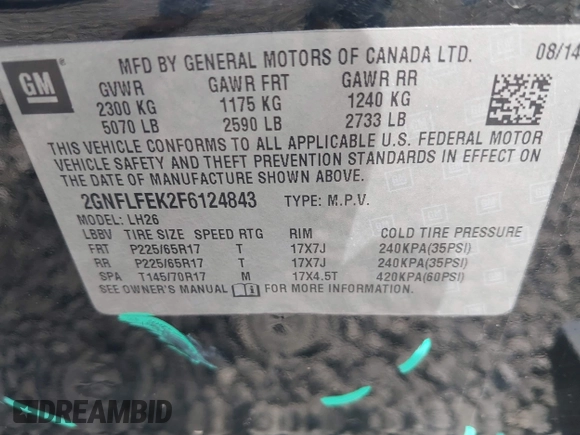 GM
MFD BY GENERAL MOTORS OF CANADA LTD. 08/14
GVWR GAWR FRT GAWR RR
2300 KG 1175 KG 1240 KG
5070 LB 2590 LB 2733 LB
THIS VEHICLE CONFORMS TO ALL APPLICABLE U.S. FEDERAL MOTOR
VEHICLE SAFETY AND THEFT PREVENTION STANDARDS IN EFFECT ON
THE DATE OF MANUFACTURE SHOWN ABOVE.
2GNFLFEK2F6124843 TYPE: M.P.V.
MODEL: LH26
LBBV TIRE SIZE SPEED RTG RIM COLD TIRE PRESSURE
FRT P225/65R17 T 17X7J 240KPA(35PSI)
RR P225/65R17 T 17X7J 240KPA(35PSI)
SPA T145/70R17 M 17X4.5T 420KPA(60PSI)
SEE OWNER'S MANUAL FOR MORE INFORMATION.
DREAMBID